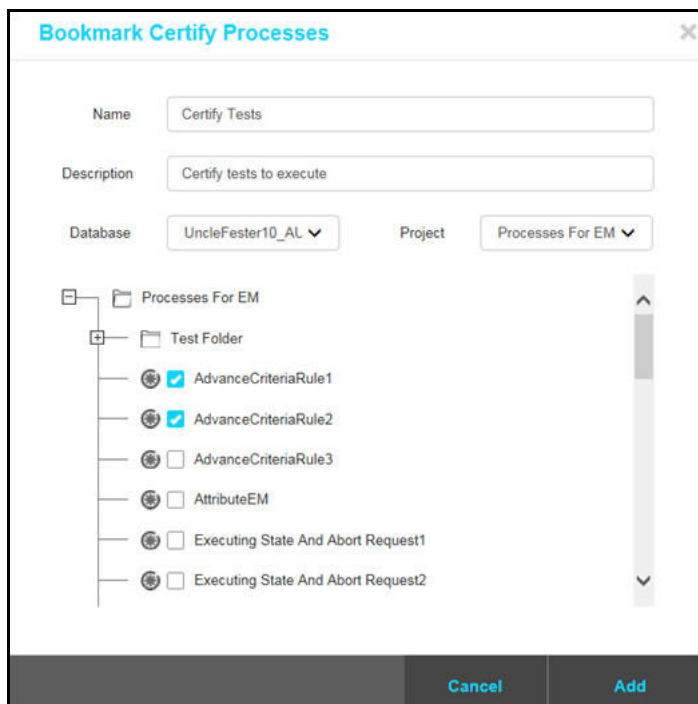 Bookmark Certify Processes
Name Certify Tests
Description Certify tests to execute
Database UncleFester10_AU Project Processes For EM
Processes For EM
Test Folder
AdvanceCriteriaRule1
AdvanceCriteriaRule2
AdvanceCriteriaRule3
AttributeEM
Executing State And Abort Request1
Executing State And Abort Request2
Cancel Add